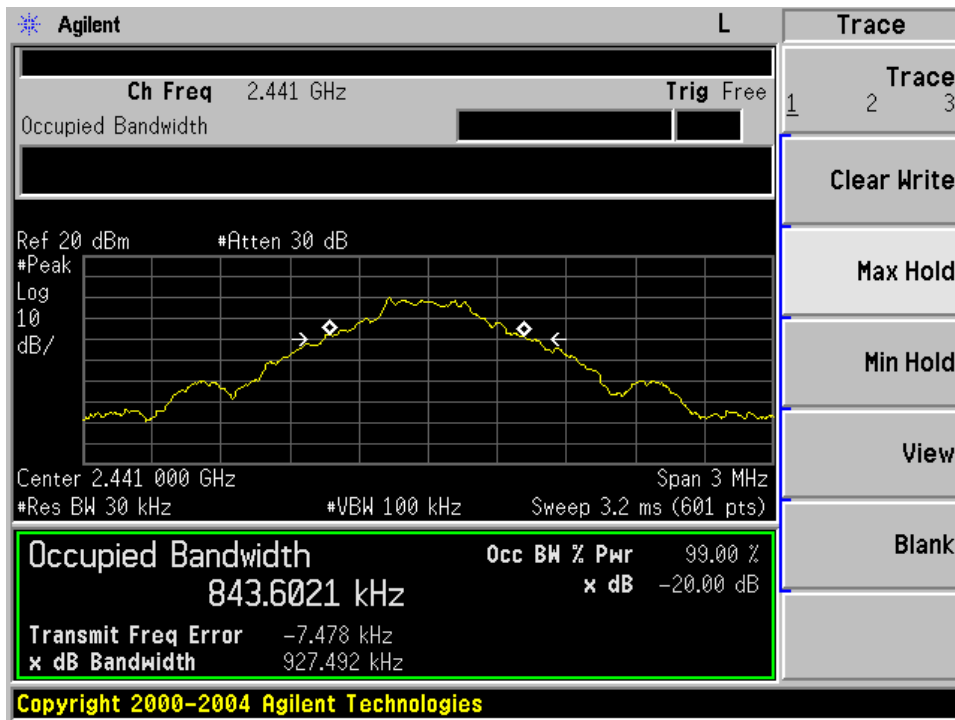 Agilent L Trace
Ch Freq 2.441 GHz Trig Free
Occupied Bandwidth
Trace
1 2 3
Clear Write
Max Hold
Min Hold
View
Blank
Ref 20 dBm #Atten 30 dB
#Peak
Log
10
dB/
Center 2.441 000 GHz Span 3 MHz
#Res BW 30 kHz #VBW 100 kHz Sweep 3.2 ms (601 pts)
Occupied Bandwidth Occ BW % Pwr 99.00 %
843.6021 kHz x dB -20.00 dB
Transmit Freq Error -7.478 kHz
x dB Bandwidth 927.492 kHz
Copyright 2000-2004 Agilent Technologies